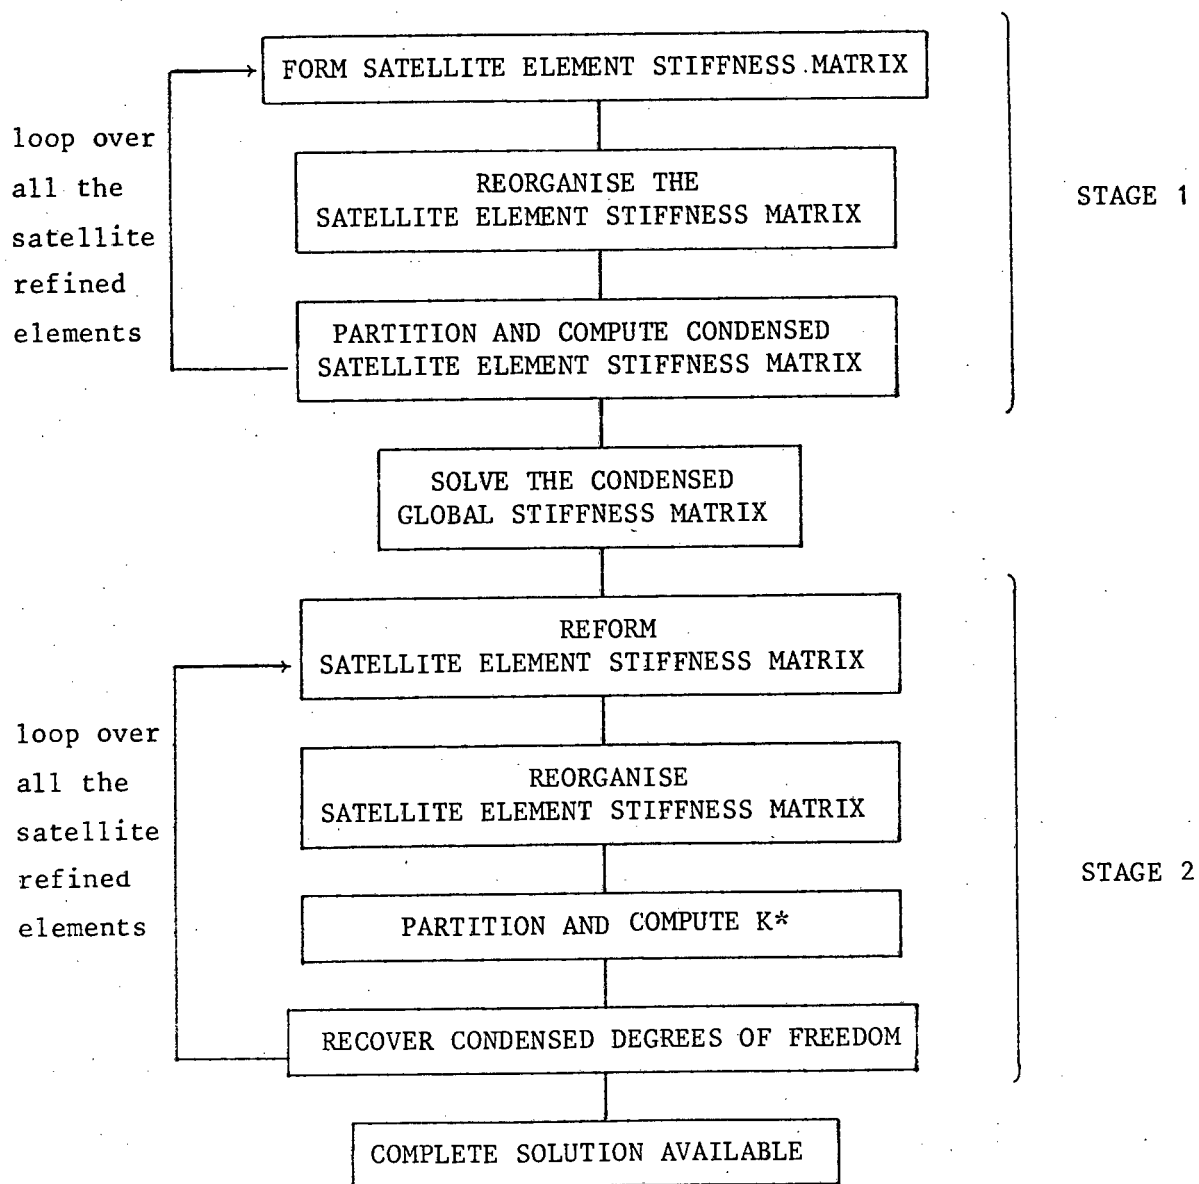 FORM SATELLITE ELEMENT STIFFNESS MATRIX
loop over
all the
satellite
refined
elements
REORGANISE THE
SATELLITE ELEMENT STIFFNESS MATRIX
STAGE 1
PARTITION AND COMPUTE CONDENSED
SATELLITE ELEMENT STIFFNESS MATRIX
SOLVE THE CONDENSED
GLOBAL STIFFNESS MATRIX
REFORM
SATELLITE ELEMENT STIFFNESS MATRIX
loop over
all the
satellite
refined
elements
REORGANISE
SATELLITE ELEMENT STIFFNESS MATRIX
STAGE 2
PARTITION AND COMPUTE K*
RECOVER CONDENSED DEGREES OF FREEDOM
COMPLETE SOLUTION AVAILABLE